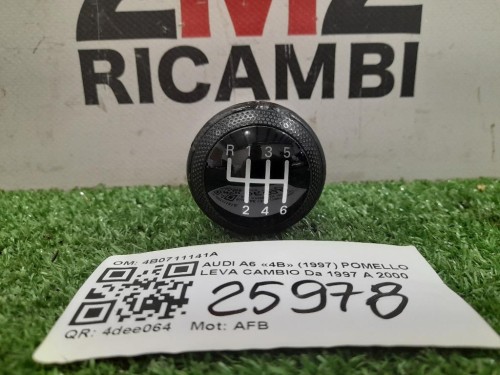 2M2
RICAMBI
R 1 3 5
2 4 6
OM: 4B0711141A
AUDI A6 «4B» (1997) POMELLO
LEVA CAMBIO Da 1997 A 2000
25978
QR: 4dee064 Mot: AFB